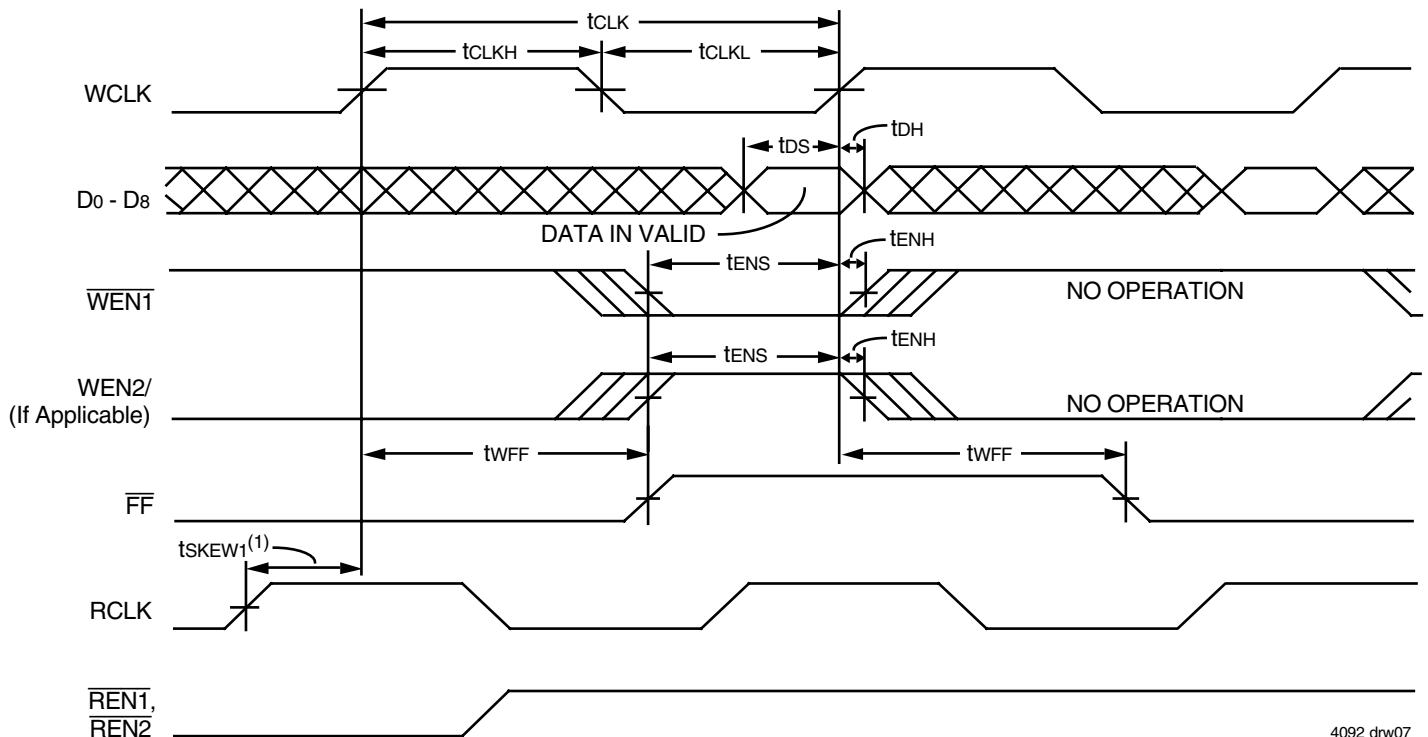 tCLK
tCLKH tCLKL
WCLK
tDS tDH
D0 - D8
DATA IN VALID
tENS tENH
WEN1 NO OPERATION
tENS tENH
WEN2/
(If Applicable) NO OPERATION
tWFF tWFF
FF
tSKEW1(1)
RCLK
REN1,
REN2
4092 drw07